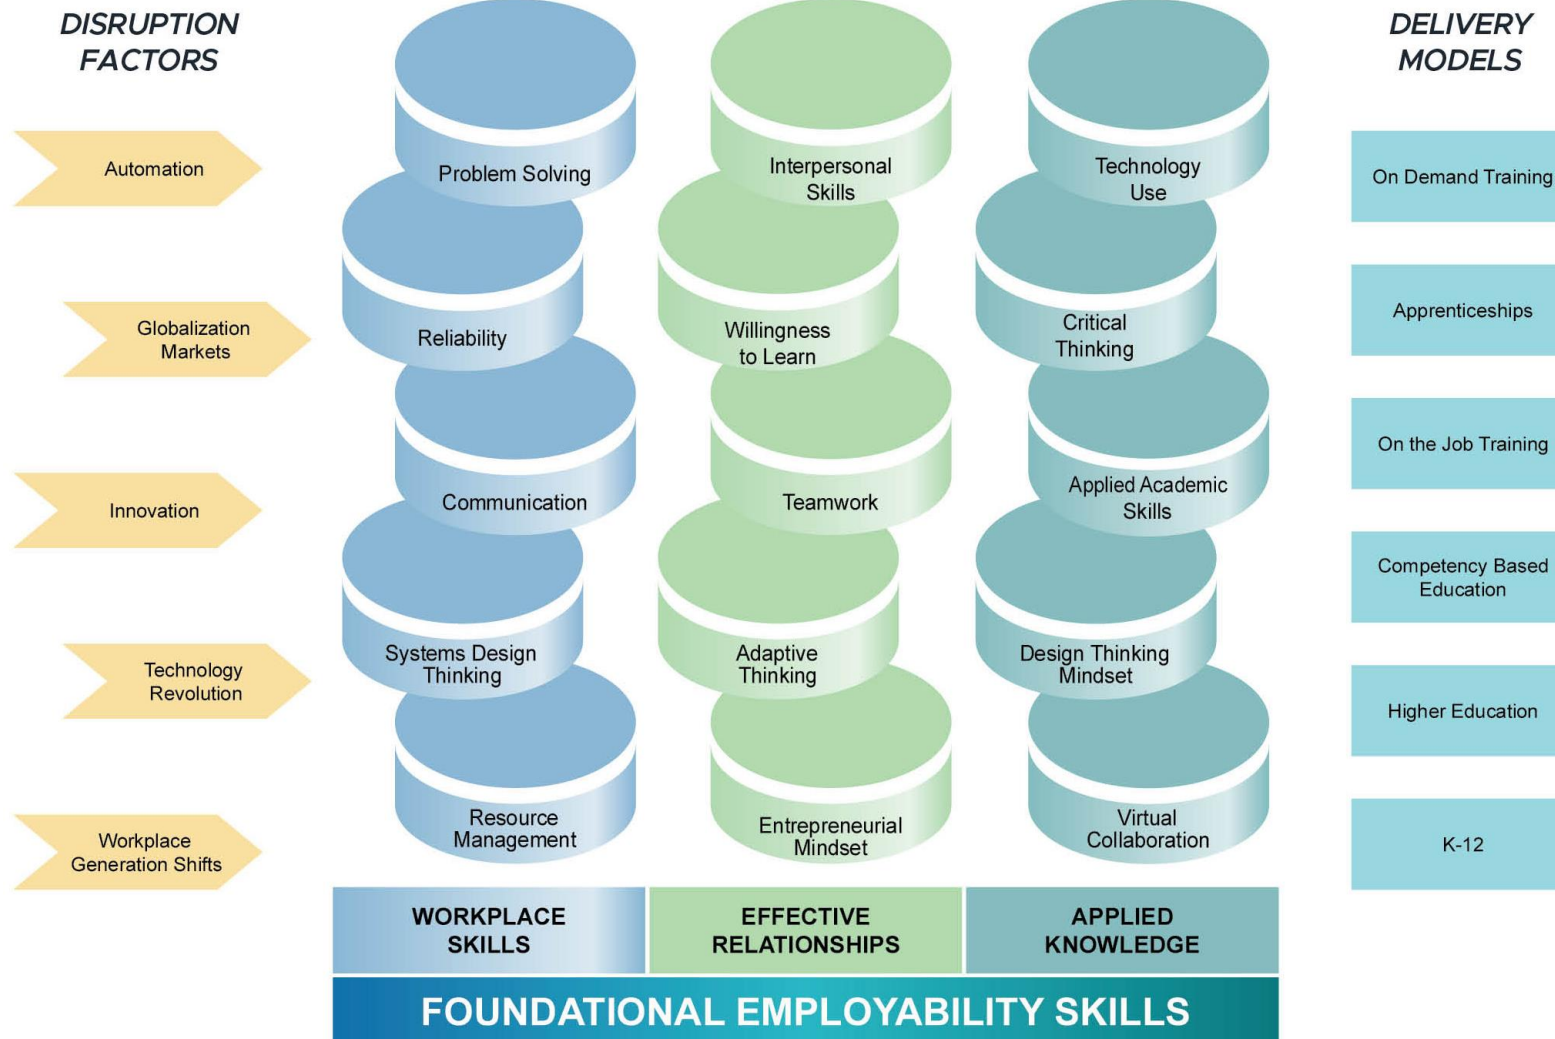 DISRUPTION
FACTORS
Automation
Globalization
Markets
Innovation
Technology
Revolution
Workplace
Generation Shifts
Problem Solving
Reliability
Communication
Systems Design
Thinking
Resource
Management
WORKPLACE
SKILLS
Interpersonal
Skills
Willingness
to Learn
Teamwork
Adaptive
Thinking
Entrepreneurial
Mindset
EFFECTIVE
RELATIONSHIPS
Technology
Use
Critical
Thinking
Applied Academic
Skills
Design Thinking
Mindset
Virtual
Collaboration
APPLIED
KNOWLEDGE
FOUNDATIONAL EMPLOYABILITY SKILLS
DELIVERY
MODELS
On Demand Training
Apprenticeships
On the Job Training
Competency Based
Education
Higher Education
K-12